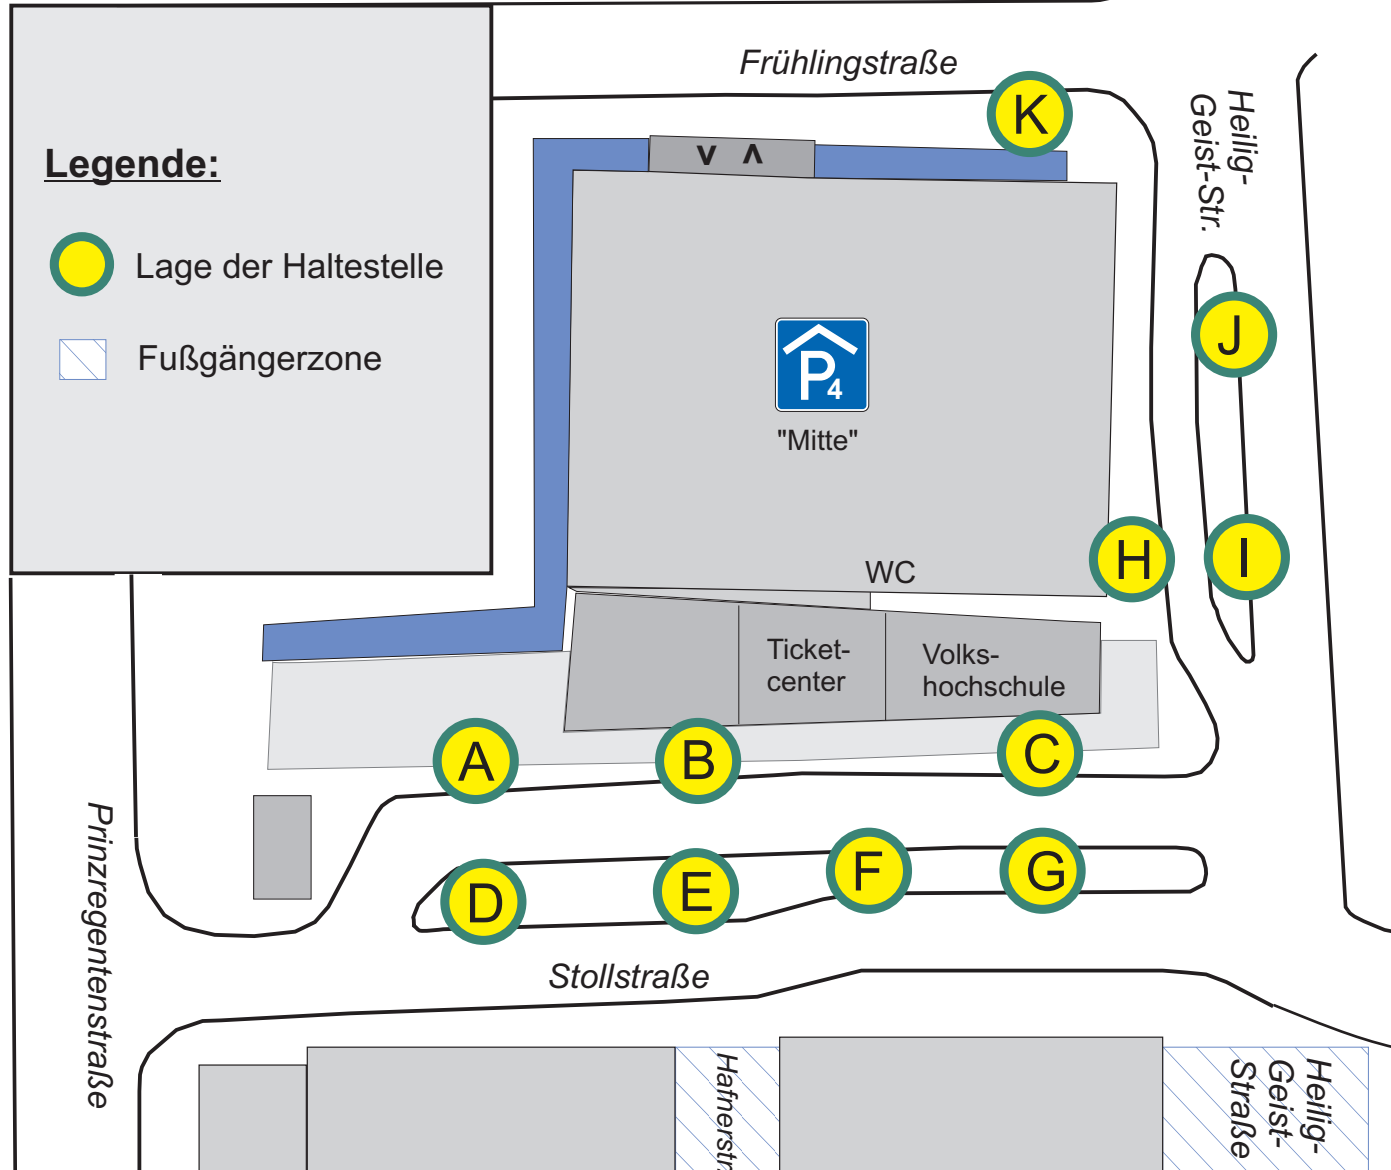 Frühlingstraße
K
Heilig-
Geist-Str.
Legende:
Lage der Haltestelle
Fußgängerzone
v ʌ
J
P4
"Mitte"
H
I
WC
Ticket-
center
Volks-
hochschule
A
B
C
D
E
F
G
Prinzregentenstraße
Stollstraße
Hafnerstr.
Heilig-
Geist-
Straße